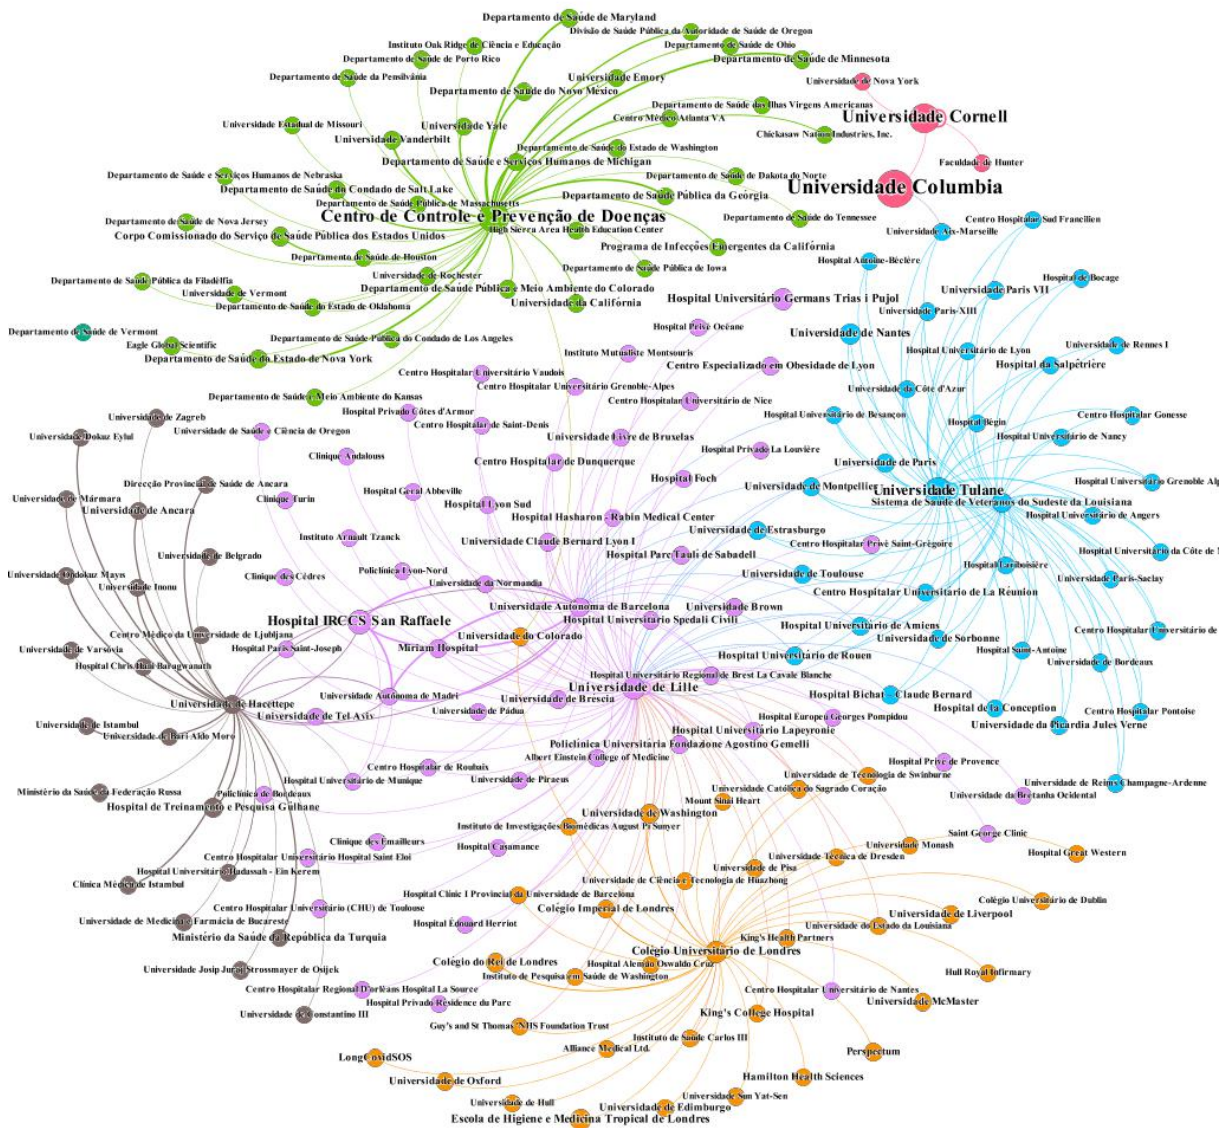 Departamento de Saúde de Maryland
Divisão de Saúde Pública da Autoridade de Saúde de Oregon
Instituto Oak Ridge de Ciência e Educação
Departamento de Saúde de Ohio
Departamento de Saúde de Porto Rico
Departamento de Saúde de Minnesota
Departamento de Saúde da Pensilvânia
Universidade Emory
Universidade de Nova York
Departamento de Saúde do Novo México
Departamento de Saúde das Ilhas Virgens Americanas
Centro Médico Atlanta VA
Universidade Cornell
Universidade Estadual de Missouri
Universidade Yale
Chickasaw Nation Industries, Inc.
Universidade Vanderbilt
Departamento de Saúde do Estado de Washington
Departamento de Saúde e Serviços Humanos de Michigan
Faculdade de Hunter
Departamento de Saúde e Serviços Humanos de Nebraska
Departamento de Saúde de Dakota do Norte
Departamento de Saúde do Condado de Salt Lake
Universidade Columbia
Departamento de Saúde Pública da Geórgia
Departamento de Saúde Pública de Massachusetts
Centro de Controle e Prevenção de Doenças
Departamento de Saúde do Tennessee
Centro Hospitalar Sud Francilien
Departamento de Saúde de Nova Jersey
High Sierra Area Health Education Center
Universidade Aix-Marseille
Corpo Comissionado do Serviço de Saúde Pública dos Estados Unidos
Programa de Infecções Emergentes da Califórnia
Departamento de Saúde de Houston
Hospital Antoine-Béclère
Departamento de Saúde Pública de Iowa
Universidade de Rochester
Hospital de Bocage
Departamento de Saúde Pública da Filadélfia
Departamento de Saúde Pública e Meio Ambiente do Colorado
Universidade Paris VII
Universidade de Vermont
Universidade da Califórnia
Hospital Universitário Germans Trias i Pujol
Departamento de Saúde do Estado de Oklahoma
Universidade Paris-XIII
Departamento de Saúde de Vermont
Hospital Privé Océane
Universidade de Nantes
Departamento de Saúde Pública do Condado de Los Angeles
Eagle Global Scientific
Universidade de Rennes I
Departamento de Saúde do Estado de Nova York
Instituto Mutualiste Montsouris
Hospital Universitário de Lyon
Centro Especializado em Obesidade de Lyon
Hospital da Salpêtrière
Centro Hospitalar Universitário Vaudois
Centro Hospitalar Universitário Grenoble-Alpes
Universidade da Côte d'Azur
Departamento de Saúde e Meio Ambiente do Kansas
Centro Hospitalar Universitário de Nice
Hospital Privado Côtes d'Armor
Hospital Universitário de Besançon
Centro Hospitalar Gonesse
Universidade de Zagreb
Centro Hospitalar de Saint-Denis
Hospital Bégin
Universidade de Saúde e Ciência de Oregon
Universidade Dokuz Eylul
Universidade Livre de Bruxelas
Hospital Universitário de Nancy
Hospital Privado La Louvière
Clinique Andalouss
Centro Hospitalar de Dunquerque
Universidade de Paris
Direcção Provincial de Saúde de Ancara
Hospital Foch
Universidade de Montpellier
Universidade Tulane
Universidade de Mármara
Clinique Turin
Hospital Geral Abbeville
Sistema de Saúde de Veteranos do Sudeste da Louisiana
Universidade de Ancara
Hospital Lyon Sud
Hospital Universitário de Angers
Hospital Hasharon - Rabin Medical Center
Universidade de Estrasburgo
Instituto Arnault Tzanck
Universidade Claude Bernard Lyon I
Centro Hospitalar Privé Saint-Grégoire
Universidade de Belgrado
Hospital Parc Taulí de Sabadell
Hospital Lariboisière
Policlínica Lyon-Nord
Universidade Ondokuz Mayıs
Clinique des Cèdres
Universidade de Toulouse
Universidade Paris-Saclay
Universidade Inonu
Universidade da Normandia
Centro Hospitalar Universitário de La Réunion
Universidade Autônoma de Barcelona
Universidade Brown
Hospital IRCCS San Raffaele
Hospital Universitário Spedali Civili
Hospital Universitário de Amiens
Centro Médico da Universidade de Ljubljana
Universidade do Colorado
Universidade de Sorbonne
Hospital Paris Saint-Joseph
Miriam Hospital
Hospital Saint-Antoine
Universidade de Varsóvia
Hospital Universitário de Rouen
Hospital Chris Hani Baragwanath
Universidade de Bordeaux
Hospital Universitário Regional de Brest La Cavale Blanche
Universidade de Lille
Universidade Autônoma de Madri
Hospital Bichat - Claude Bernard
Universidade de Brescia
Universidade de Hacettepe
Universidade de Pádua
Hospital de la Conception
Centro Hospitalar Pontoise
Universidade de Tel Aviv
Hospital Europeu Georges Pompidou
Universidade da Picardia Jules Verne
Universidade de Istambul
Hospital Universitário Lapeyronie
Universidade de Bari Aldo Moro
Policlínica Universitária Fondazione Agostino Gemelli
Albert Einstein College of Medicine
Hospital Privé de Provence
Centro Hospitalar de Roubaix
Universidade de Tecnologia de Swinburne
Hospital Universitário de Munique
Universidade de Piraeus
Universidade de Reims Champagne-Ardenne
Ministério da Saúde da Federação Russa
Policlínica de Bordeaux
Universidade Católica do Sagrado Coração
Universidade da Bretanha Ocidental
Mount Sinai Heart
Hospital de Treinamento e Pesquisa Gülhane
Universidade de Washington
Instituto de Investigações Biomédicas August Pi Sunyer
Saint George Clinic
Clinique des Emailleurs
Hospital Casamance
Universidade Monash
Centro Hospitalar Universitário Hospital Saint Eloi
Hospital Great Western
Universidade Técnica de Dresden
Hospital Universitário Hadassah - Ein Kerem
Universidade de Pisa
Universidade de Ciência e Tecnologia de Huazhong
Clínica Médica de Istambul
Hospital Clínic I Provincial da Universidade de Barcelona
Colégio Universitário de Dublin
Centro Hospitalar Universitário (CHU) de Toulouse
Colégio Imperial de Londres
Universidade de Liverpool
Universidade de Medicina e Farmácia de Bucareste
Hospital Édouard Herriot
Universidade do Estado da Louisiana
Ministério da Saúde da República da Turquia
King's Health Partners
Colégio Universitário de Londres
Colégio do Rei de Londres
Hospital Alemão Oswaldo Cruz
Universidade Josip Juraj Strossmayer de Osijek
Instituto de Pesquisa em Saúde de Washington
Hull Royal Infirmary
Centro Hospitalar Regional D'orléans Hospital La Source
Centro Hospitalar Universitário de Nantes
Hospital Privado Résidence du Parc
Universidade McMaster
Universidade de Constantino III
King's College Hospital
Guy's and St Thomas' NHS Foundation Trust
Instituto de Saúde Carlos III
Alliance Medical Ltd.
Perspectum
LongCovidSOS
Universidade de Oxford
Hamilton Health Sciences
Universidade Sun Yat-Sen
Universidade de Hull
Universidade de Edimburgo
Escola de Higiene e Medicina Tropical de Londres